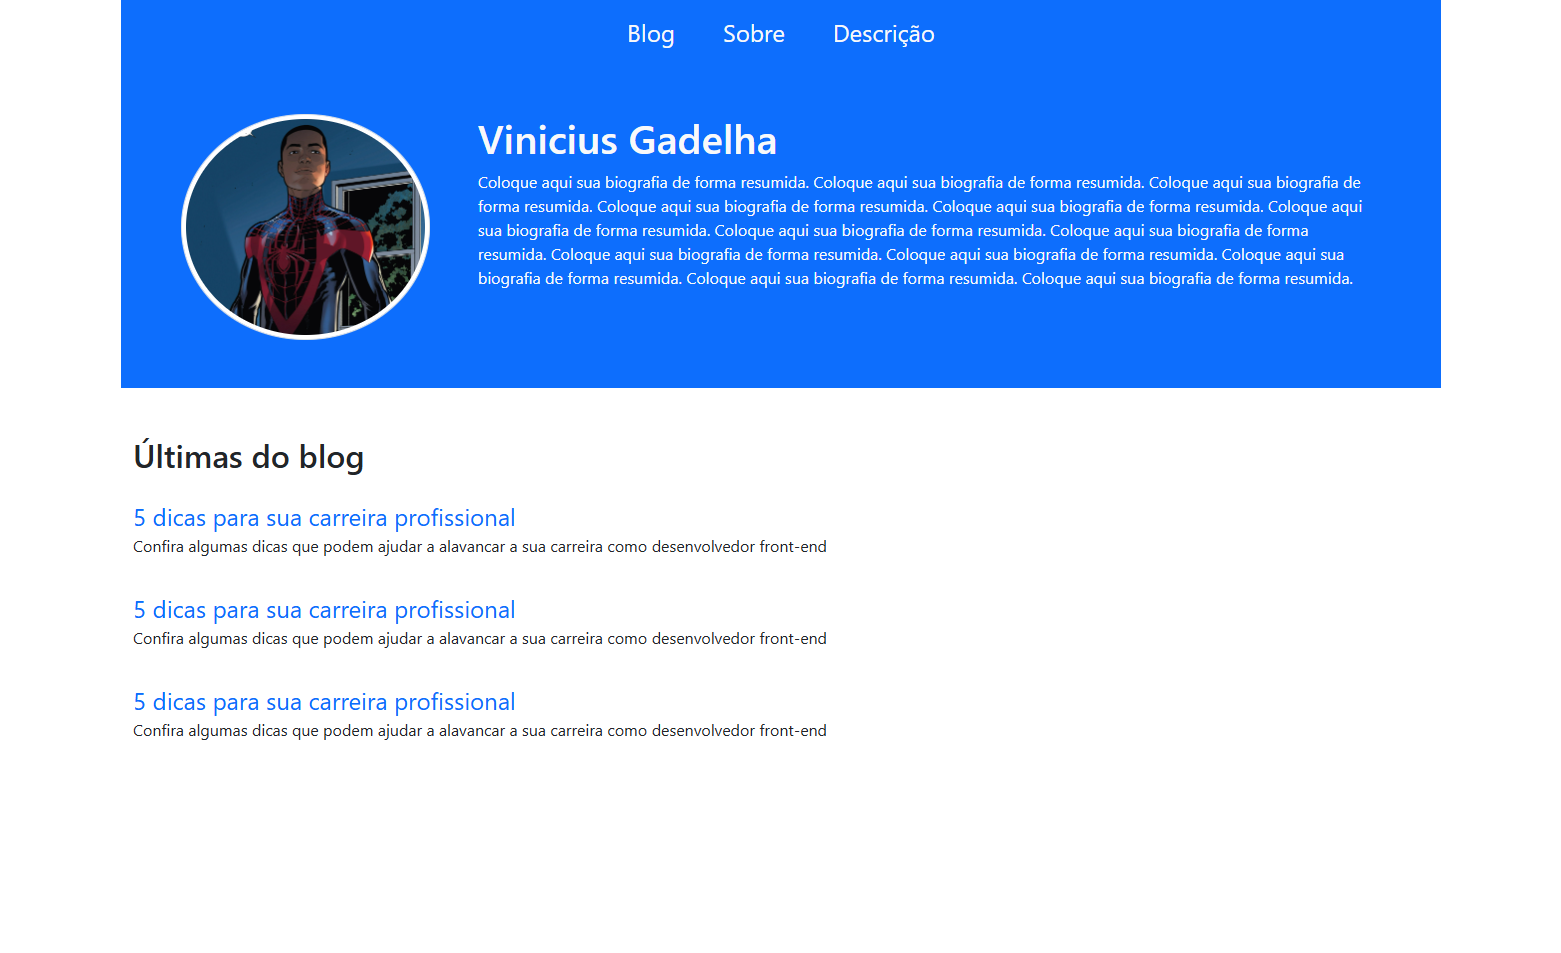 Blog Sobre Descrição
Vinicius Gadelha
Coloque aqui sua biografia de forma resumida. Coloque aqui sua biografia de forma resumida. Coloque aqui sua biografia de
forma resumida. Coloque aqui sua biografia de forma resumida. Coloque aqui sua biografia de forma resumida. Coloque aqui
sua biografia de forma resumida. Coloque aqui sua biografia de forma resumida. Coloque aqui sua biografia de forma
resumida. Coloque aqui sua biografia de forma resumida. Coloque aqui sua biografia de forma resumida. Coloque aqui sua
biografia de forma resumida. Coloque aqui sua biografia de forma resumida. Coloque aqui sua biografia de forma resumida.
Últimas do blog
5 dicas para sua carreira profissional
Confira algumas dicas que podem ajudar a alavancar a sua carreira como desenvolvedor front-end
5 dicas para sua carreira profissional
Confira algumas dicas que podem ajudar a alavancar a sua carreira como desenvolvedor front-end
5 dicas para sua carreira profissional
Confira algumas dicas que podem ajudar a alavancar a sua carreira como desenvolvedor front-end